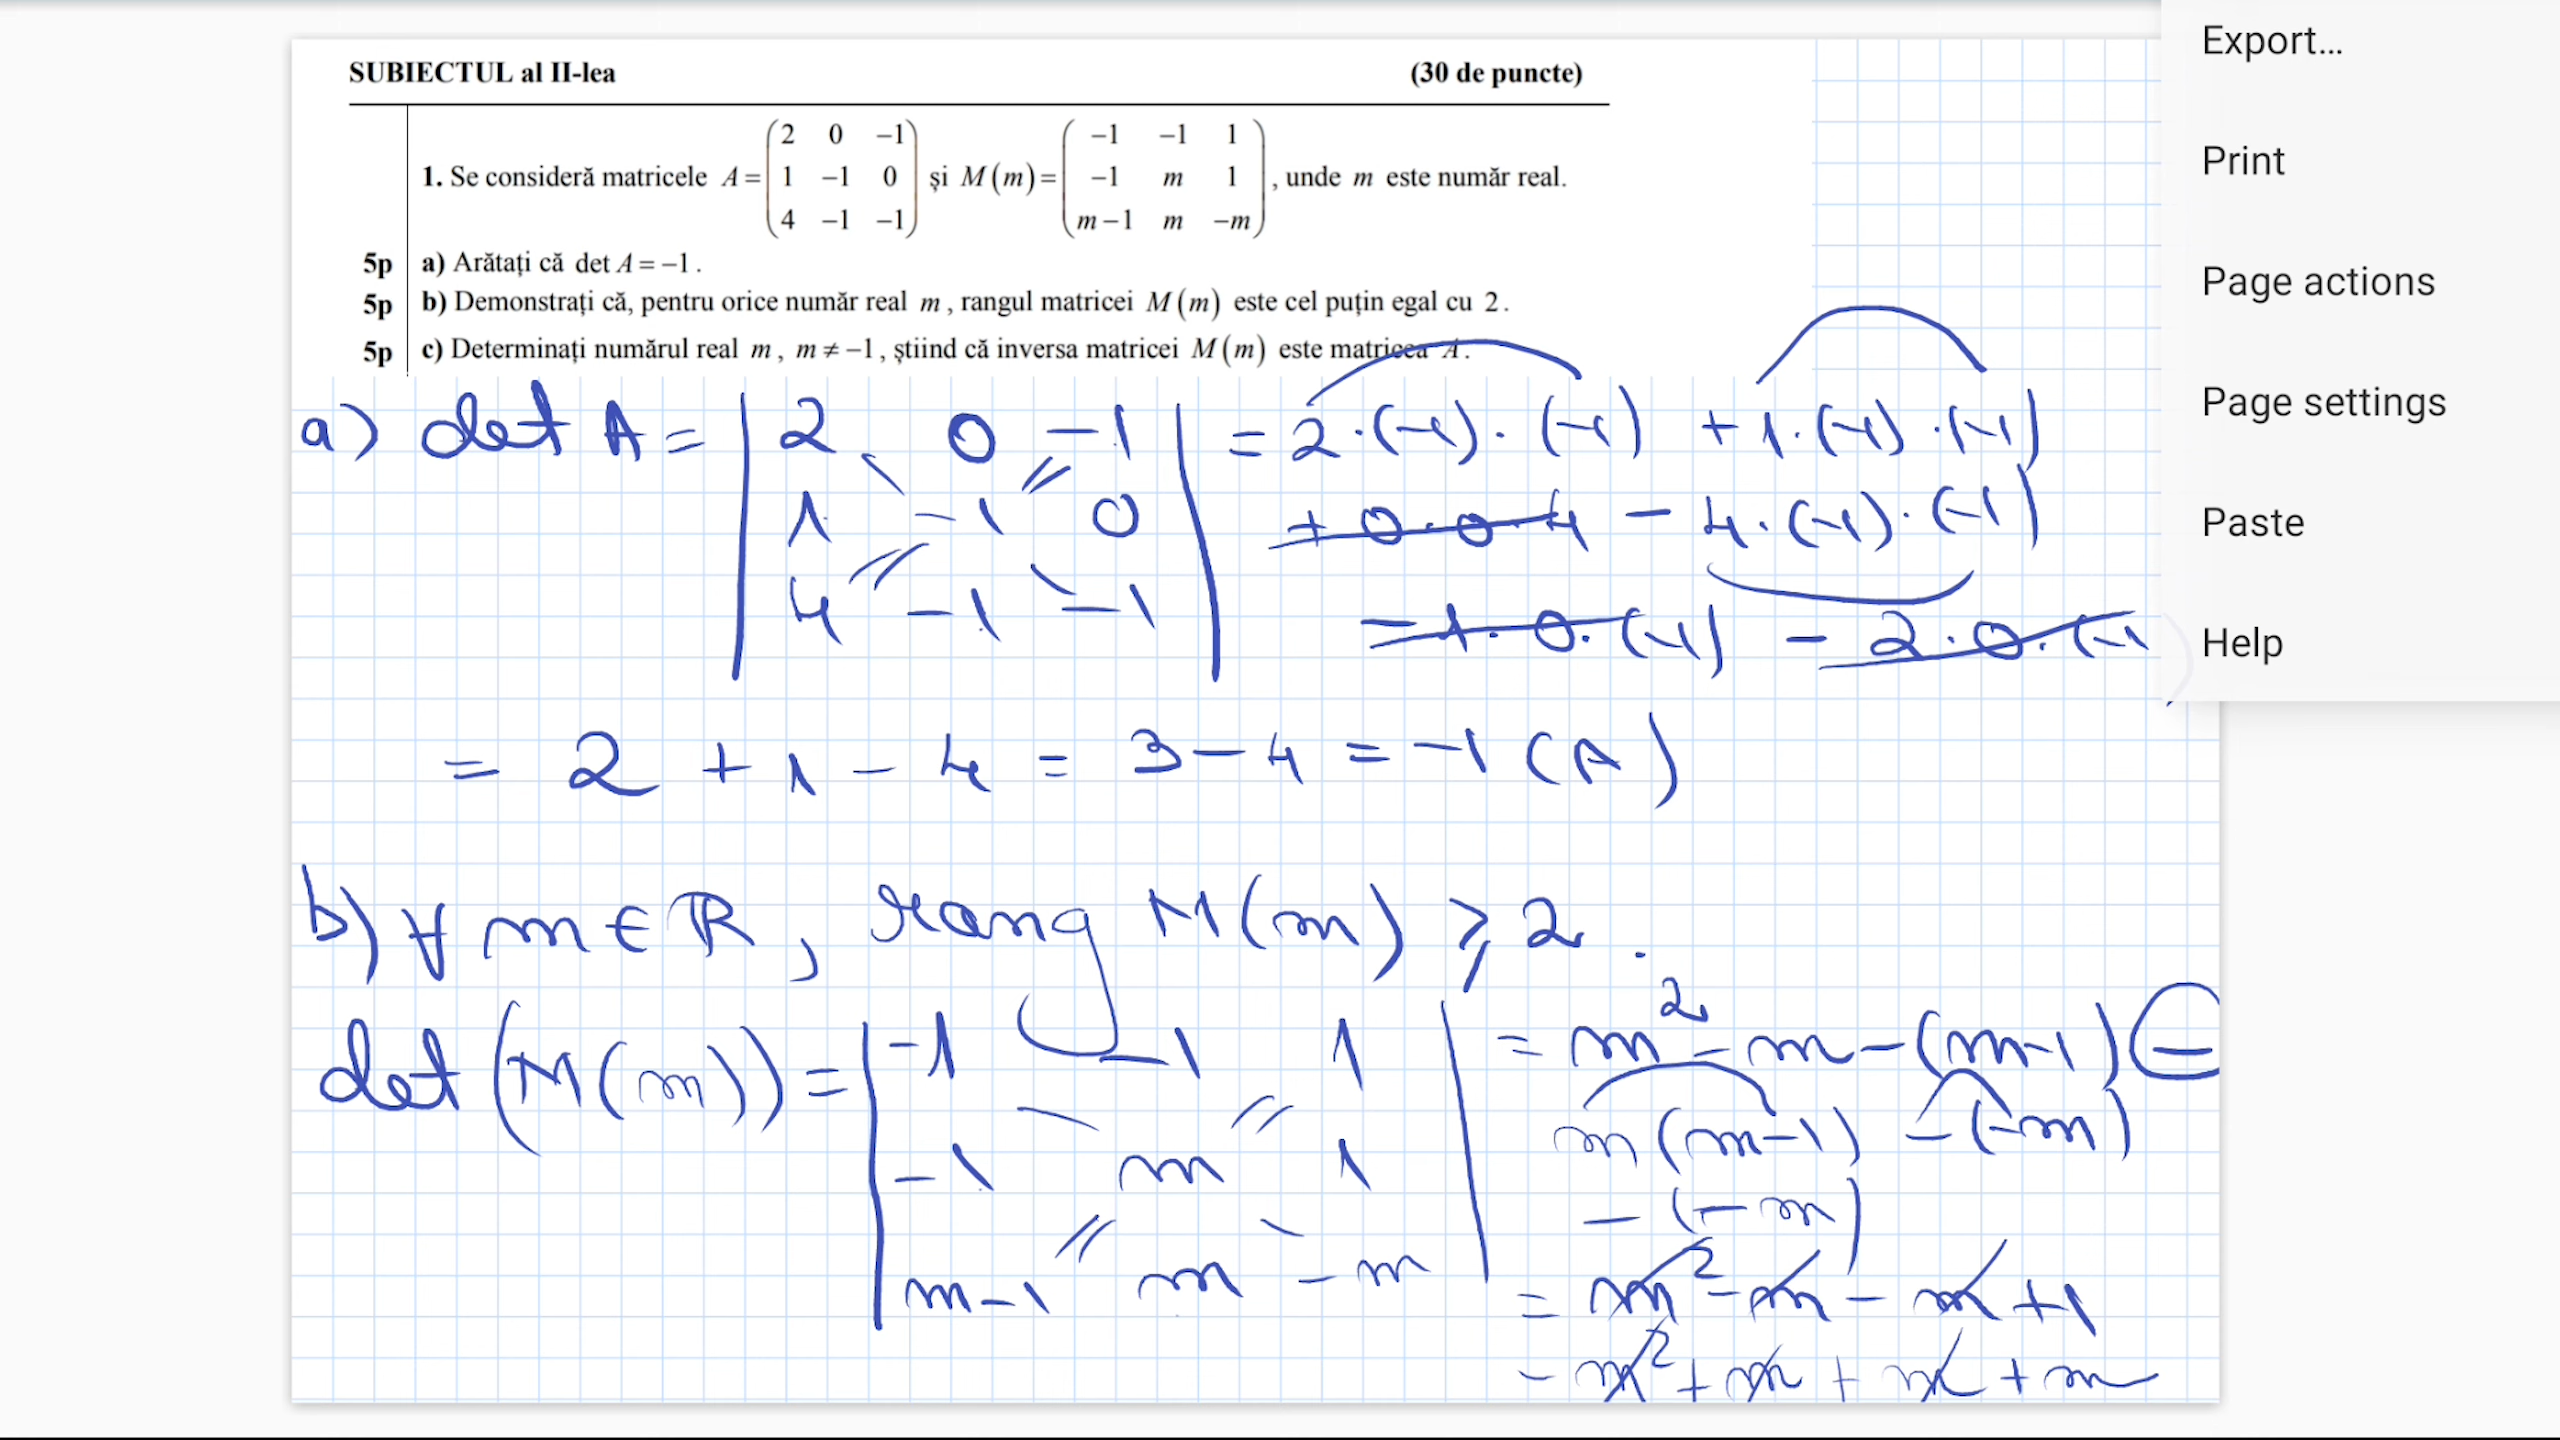 SUBIECTUL al II-lea (30 de puncte)
1. Se consideră matricele A = (2 0 −1; 1 −1 0; 4 −1 −1) și M(m) = (−1 −1 1; −1 m 1; m−1 m −m), unde m este număr real.
5p a) Arătați că det A = −1.
5p b) Demonstrați că, pentru orice număr real m, rangul matricei M(m) este cel puțin egal cu 2.
5p c) Determinați numărul real m, m ≠ −1, știind că inversa matricei M(m) este matricea A.
a) det A = | 2 0 −1 | = 2·(−1)·(−1) + 1·(−1)·(−1)
1 −1 0 + 0·0·4 − 4·(−1)·(−1)
4 −1 −1 − 1·0·(−1) − 2·0·(−1)
= 2 + 1 − 4 = 3 − 4 = −1 (A)
b) ∀ m ∈ ℝ, rang M(m) ≥ 2.
det (M(m)) = | −1 −1 1 | = m² − m − (m−1) −
−1 m 1 m(m−1) − (−m)
− (−m)
m−1 m −m = m² − m − m + 1
− m² + m + m + m
Export...
Print
Page actions
Page settings
Paste
Help